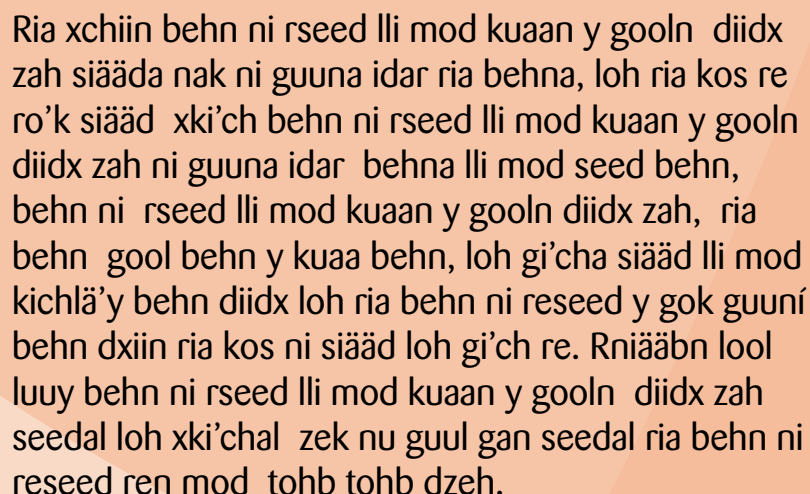 Ria xchiin behn ni rseed lli mod kuaan y gooln diidx
zah siääda nak ni guuna idar ria behna, loh ria kos re
ro’k siääd xki’ch behn ni rseed lli mod kuaan y gooln
diidx zah ni guuna idar behna lli mod seed behn,
behn ni rseed lli mod kuaan y gooln diidx zah, ria
behn gool behn y kuaa behn, loh gi’cha siääd lli mod
kichlä’y behn diidx loh ria behn ni reseed y gok guuní
behn dxiin ria kos ni siääd loh gi’ch re. Rniääbn lool
luuy behn ni rseed lli mod kuaan y gooln diidx zah
seedal loh xki’chal zek nu guul gan seedal ria behn ni
reseed ren mod tohb tohb dzeh.